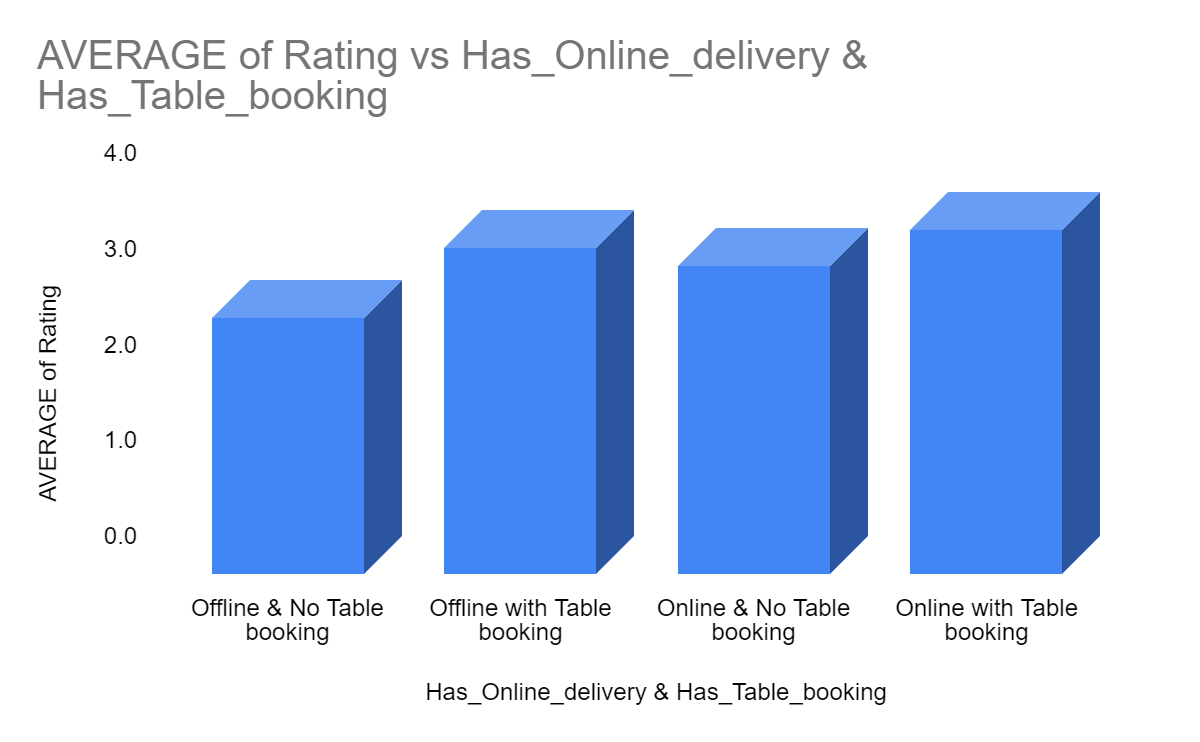 AVERAGE of Rating vs Has_Online_delivery &
Has_Table_booking
4.0
3.0
2.0
1.0
0.0
AVERAGE of Rating
Offline & No Table
booking
Offline with Table
booking
Online & No Table
booking
Online with Table
booking
Has_Online_delivery & Has_Table_booking